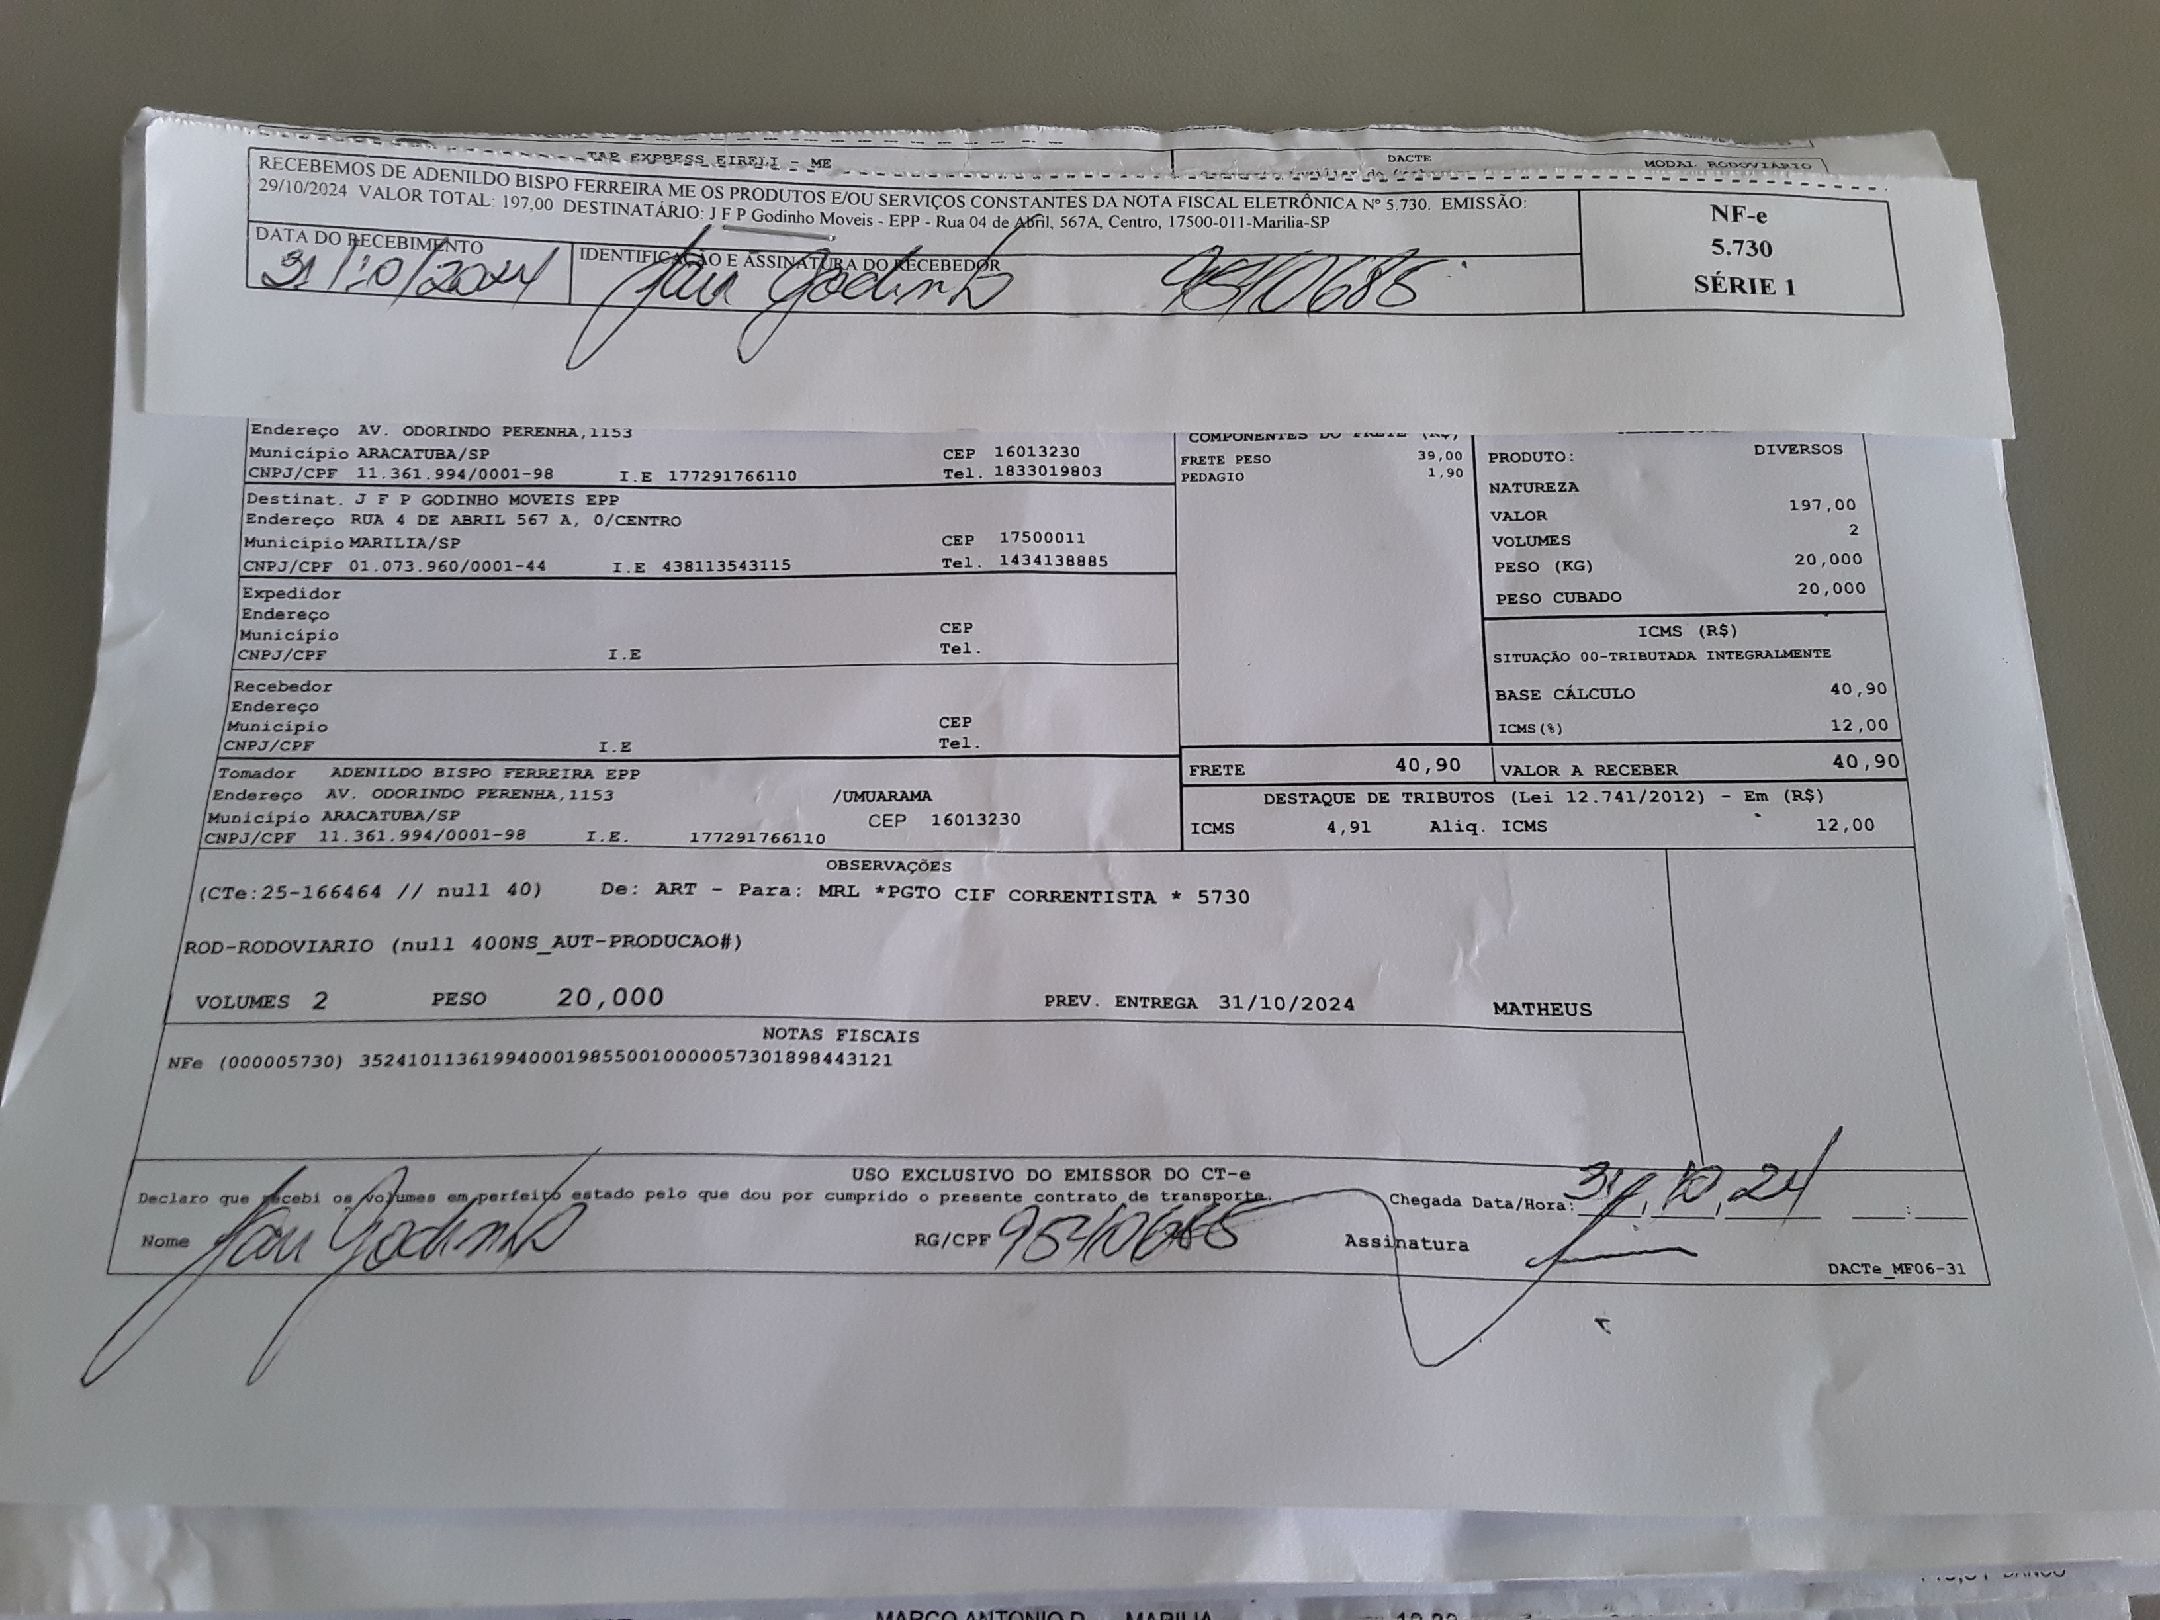 TAF EXPRESS EIRELI - ME
DACTE
MODAL RODOVIÁRIO
RECEBEMOS DE ADENILDO BISPO FERREIRA ME OS PRODUTOS E/OU SERVIÇOS CONSTANTES DA NOTA FISCAL ELETRÔNICA Nº 5.730. EMISSÃO:
29/10/2024 VALOR TOTAL: 197,00 DESTINATÁRIO: J F P Godinho Moveis - EPP - Rua 04 de Abril, 567A, Centro, 17500-011-Marilia-SP
NF-e
5.730
SÉRIE 1
DATA DO RECEBIMENTO
31/10/2024
IDENTIFICAÇÃO E ASSINATURA DO RECEBEDOR
Godinho
Endereço AV. ODORINDO PERENHA,1153
Município ARACATUBA/SP CEP 16013230
CNPJ/CPF 11.361.994/0001-98 I.E 177291766110 Tel. 1833019803
Destinat. J F P GODINHO MOVEIS EPP
Endereço RUA 4 DE ABRIL 567 A, 0/CENTRO
Município MARILIA/SP CEP 17500011
CNPJ/CPF 01.073.960/0001-44 I.E 438113543115 Tel. 1434138885
Expedidor
Endereço
Município CEP
CNPJ/CPF I.E Tel.
Recebedor
Endereço
Município CEP
CNPJ/CPF I.E Tel.
Tomador ADENILDO BISPO FERREIRA EPP
Endereço AV. ODORINDO PERENHA,1153 /UMUARAMA
Município ARACATUBA/SP CEP 16013230
CNPJ/CPF 11.361.994/0001-98 I.E. 177291766110
COMPONENTES DO FRETE (R$)
FRETE PESO 39,00
PEDAGIO 1,90
PRODUTO: DIVERSOS
NATUREZA
VALOR 197,00
VOLUMES 2
PESO (KG) 20,000
PESO CUBADO 20,000
ICMS (R$)
SITUAÇÃO 00-TRIBUTADA INTEGRALMENTE
BASE CÁLCULO 40,90
ICMS(%) 12,00
FRETE 40,90 VALOR A RECEBER 40,90
DESTAQUE DE TRIBUTOS (Lei 12.741/2012) - Em (R$)
ICMS 4,91 Aliq. ICMS 12,00
OBSERVAÇÕES
(CTe:25-166464 // null 40) De: ART - Para: MRL *PGTO CIF CORRENTISTA * 5730
ROD-RODOVIARIO (null 400NS_AUT-PRODUCAO#)
VOLUMES 2 PESO 20,000 PREV. ENTREGA 31/10/2024 MATHEUS
NOTAS FISCAIS
NFe (000005730) 35241011361994000198550010000057301898443121
USO EXCLUSIVO DO EMISSOR DO CT-e
Declaro que recebi os volumes em perfeito estado pelo que dou por cumprido o presente contrato de transporte.
Chegada Data/Hora: 31 10 24
Nome Godinho RG/CPF Assinatura
DACTe_MF06-31
MARCO ANTONIO MARILIA